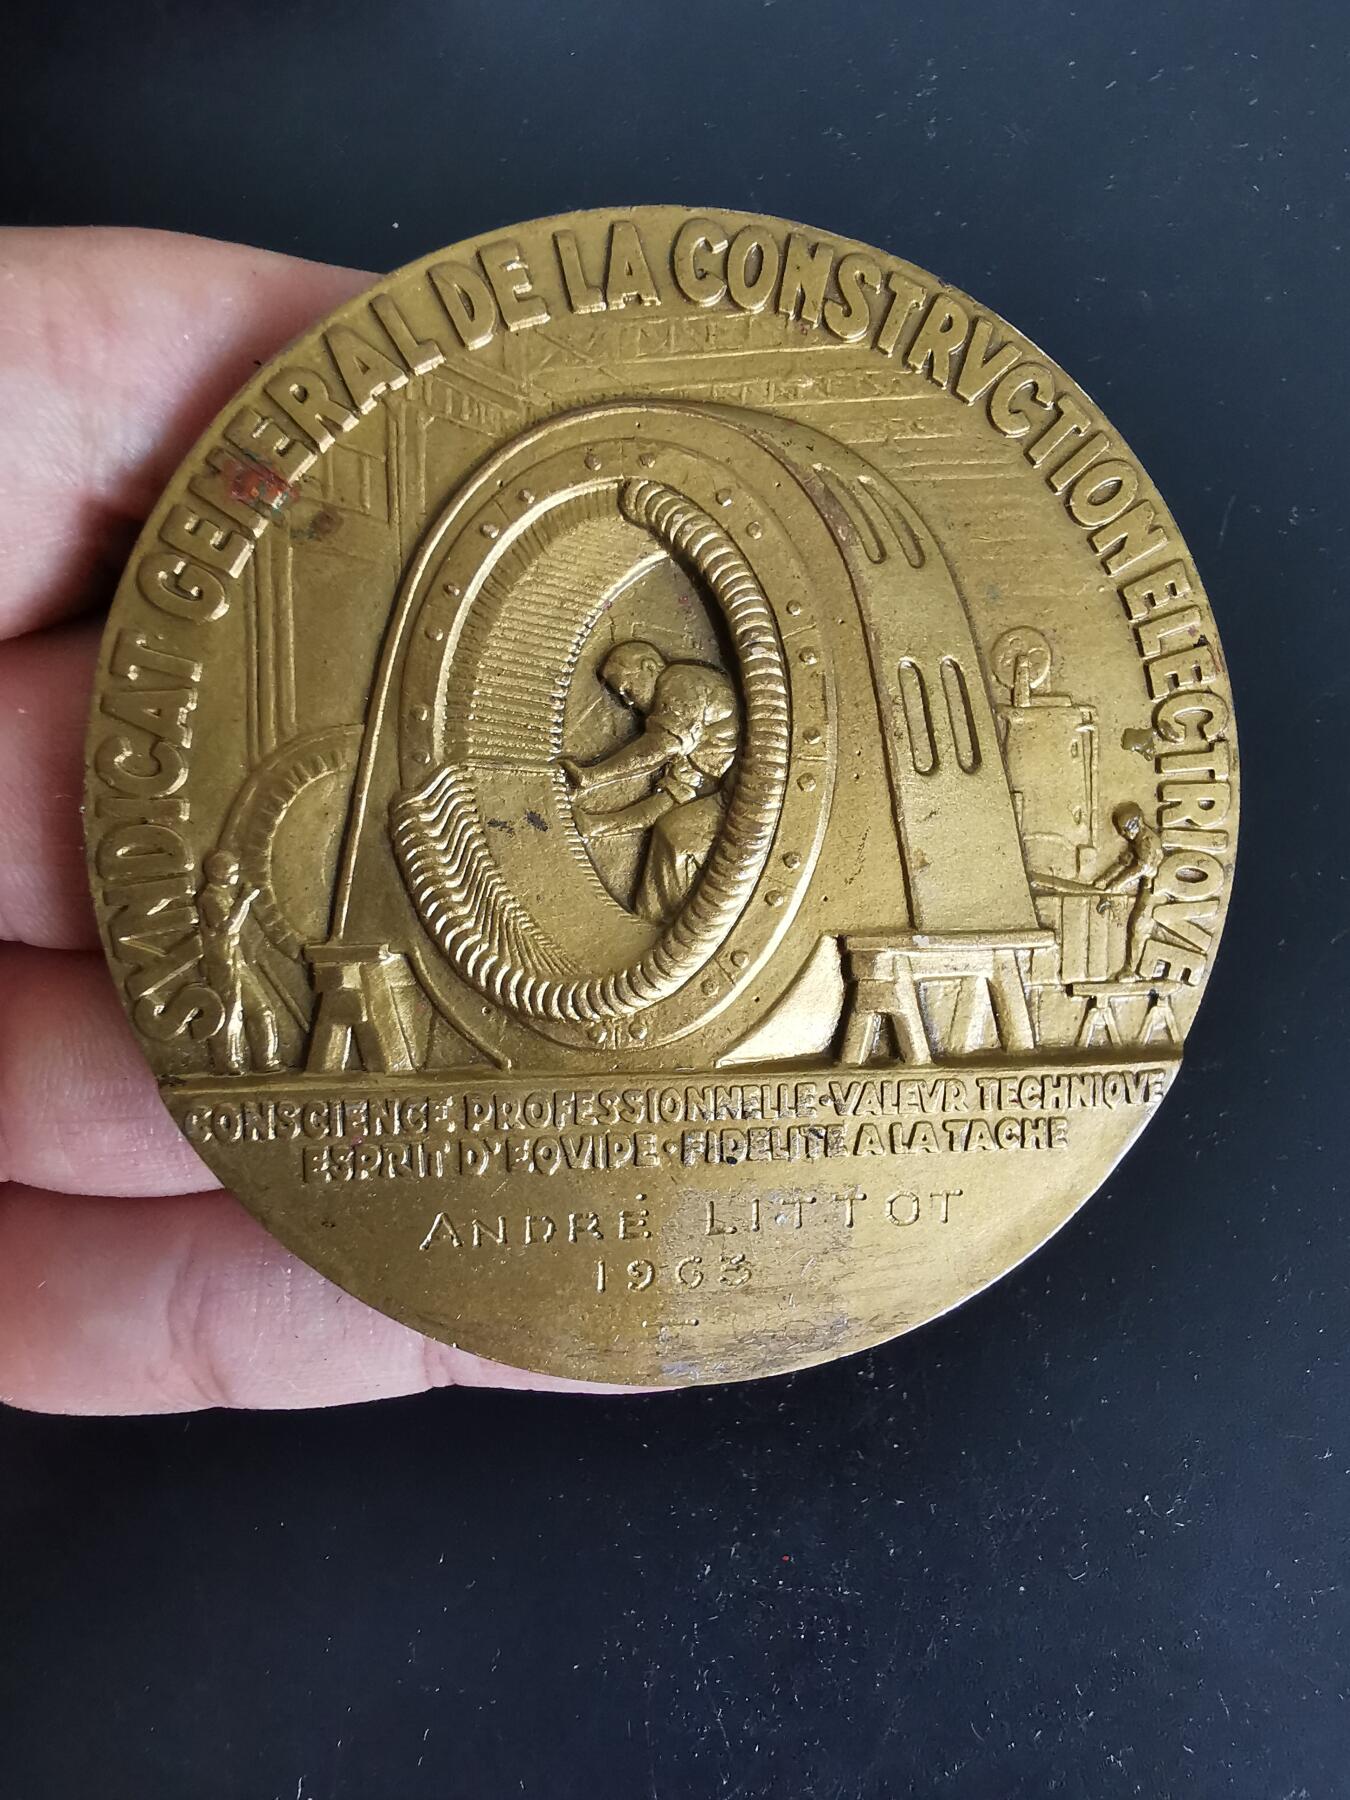 SYNDICAT GENERAL DE LA CONSTRVCTION ELECTRIQVE
CONSCIENCE PROFESSIONNELLE·VALEVR TECHNIQVE
ESPRIT D'EQVIPE·FIDELITE A LA TACHE
ANDRÉ LITTOT
1963